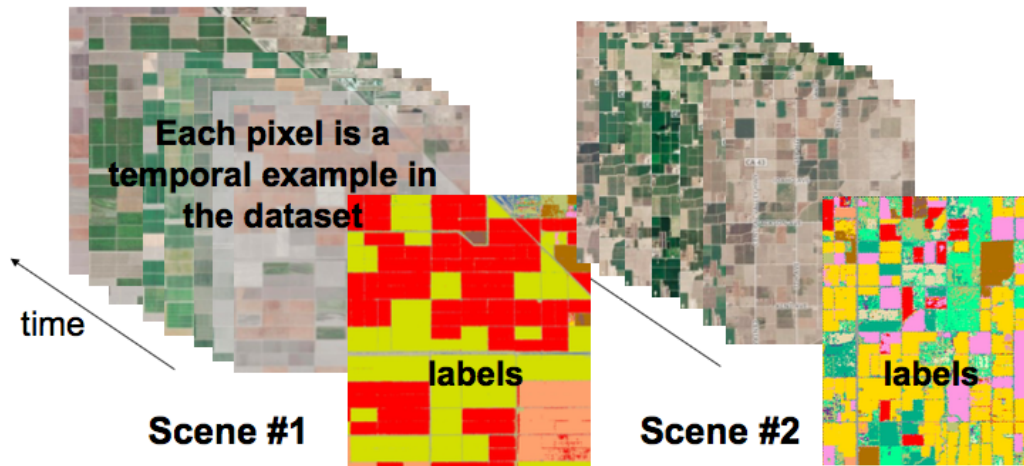 Each pixel is a
temporal example in
the dataset
time
labels
labels
Scene #1
Scene #2